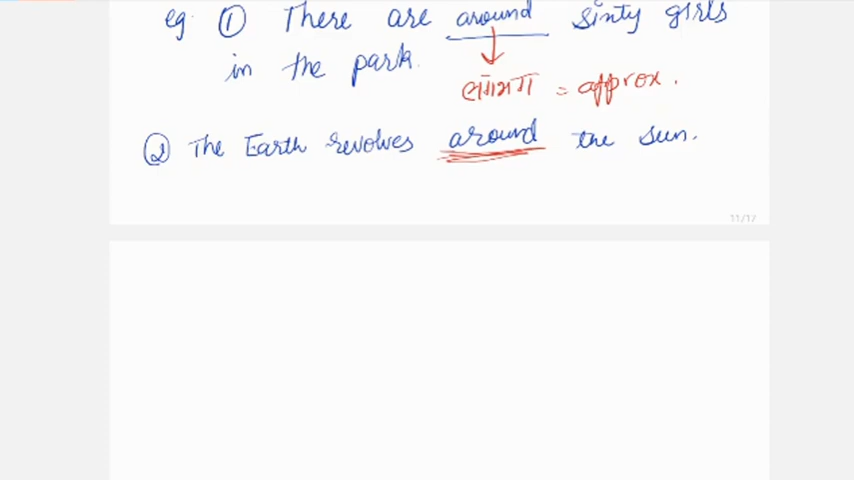 eg ① There are around sinty girls
in the park.
लगभग = approx.
② The Earth revolves around the sun.
11/17